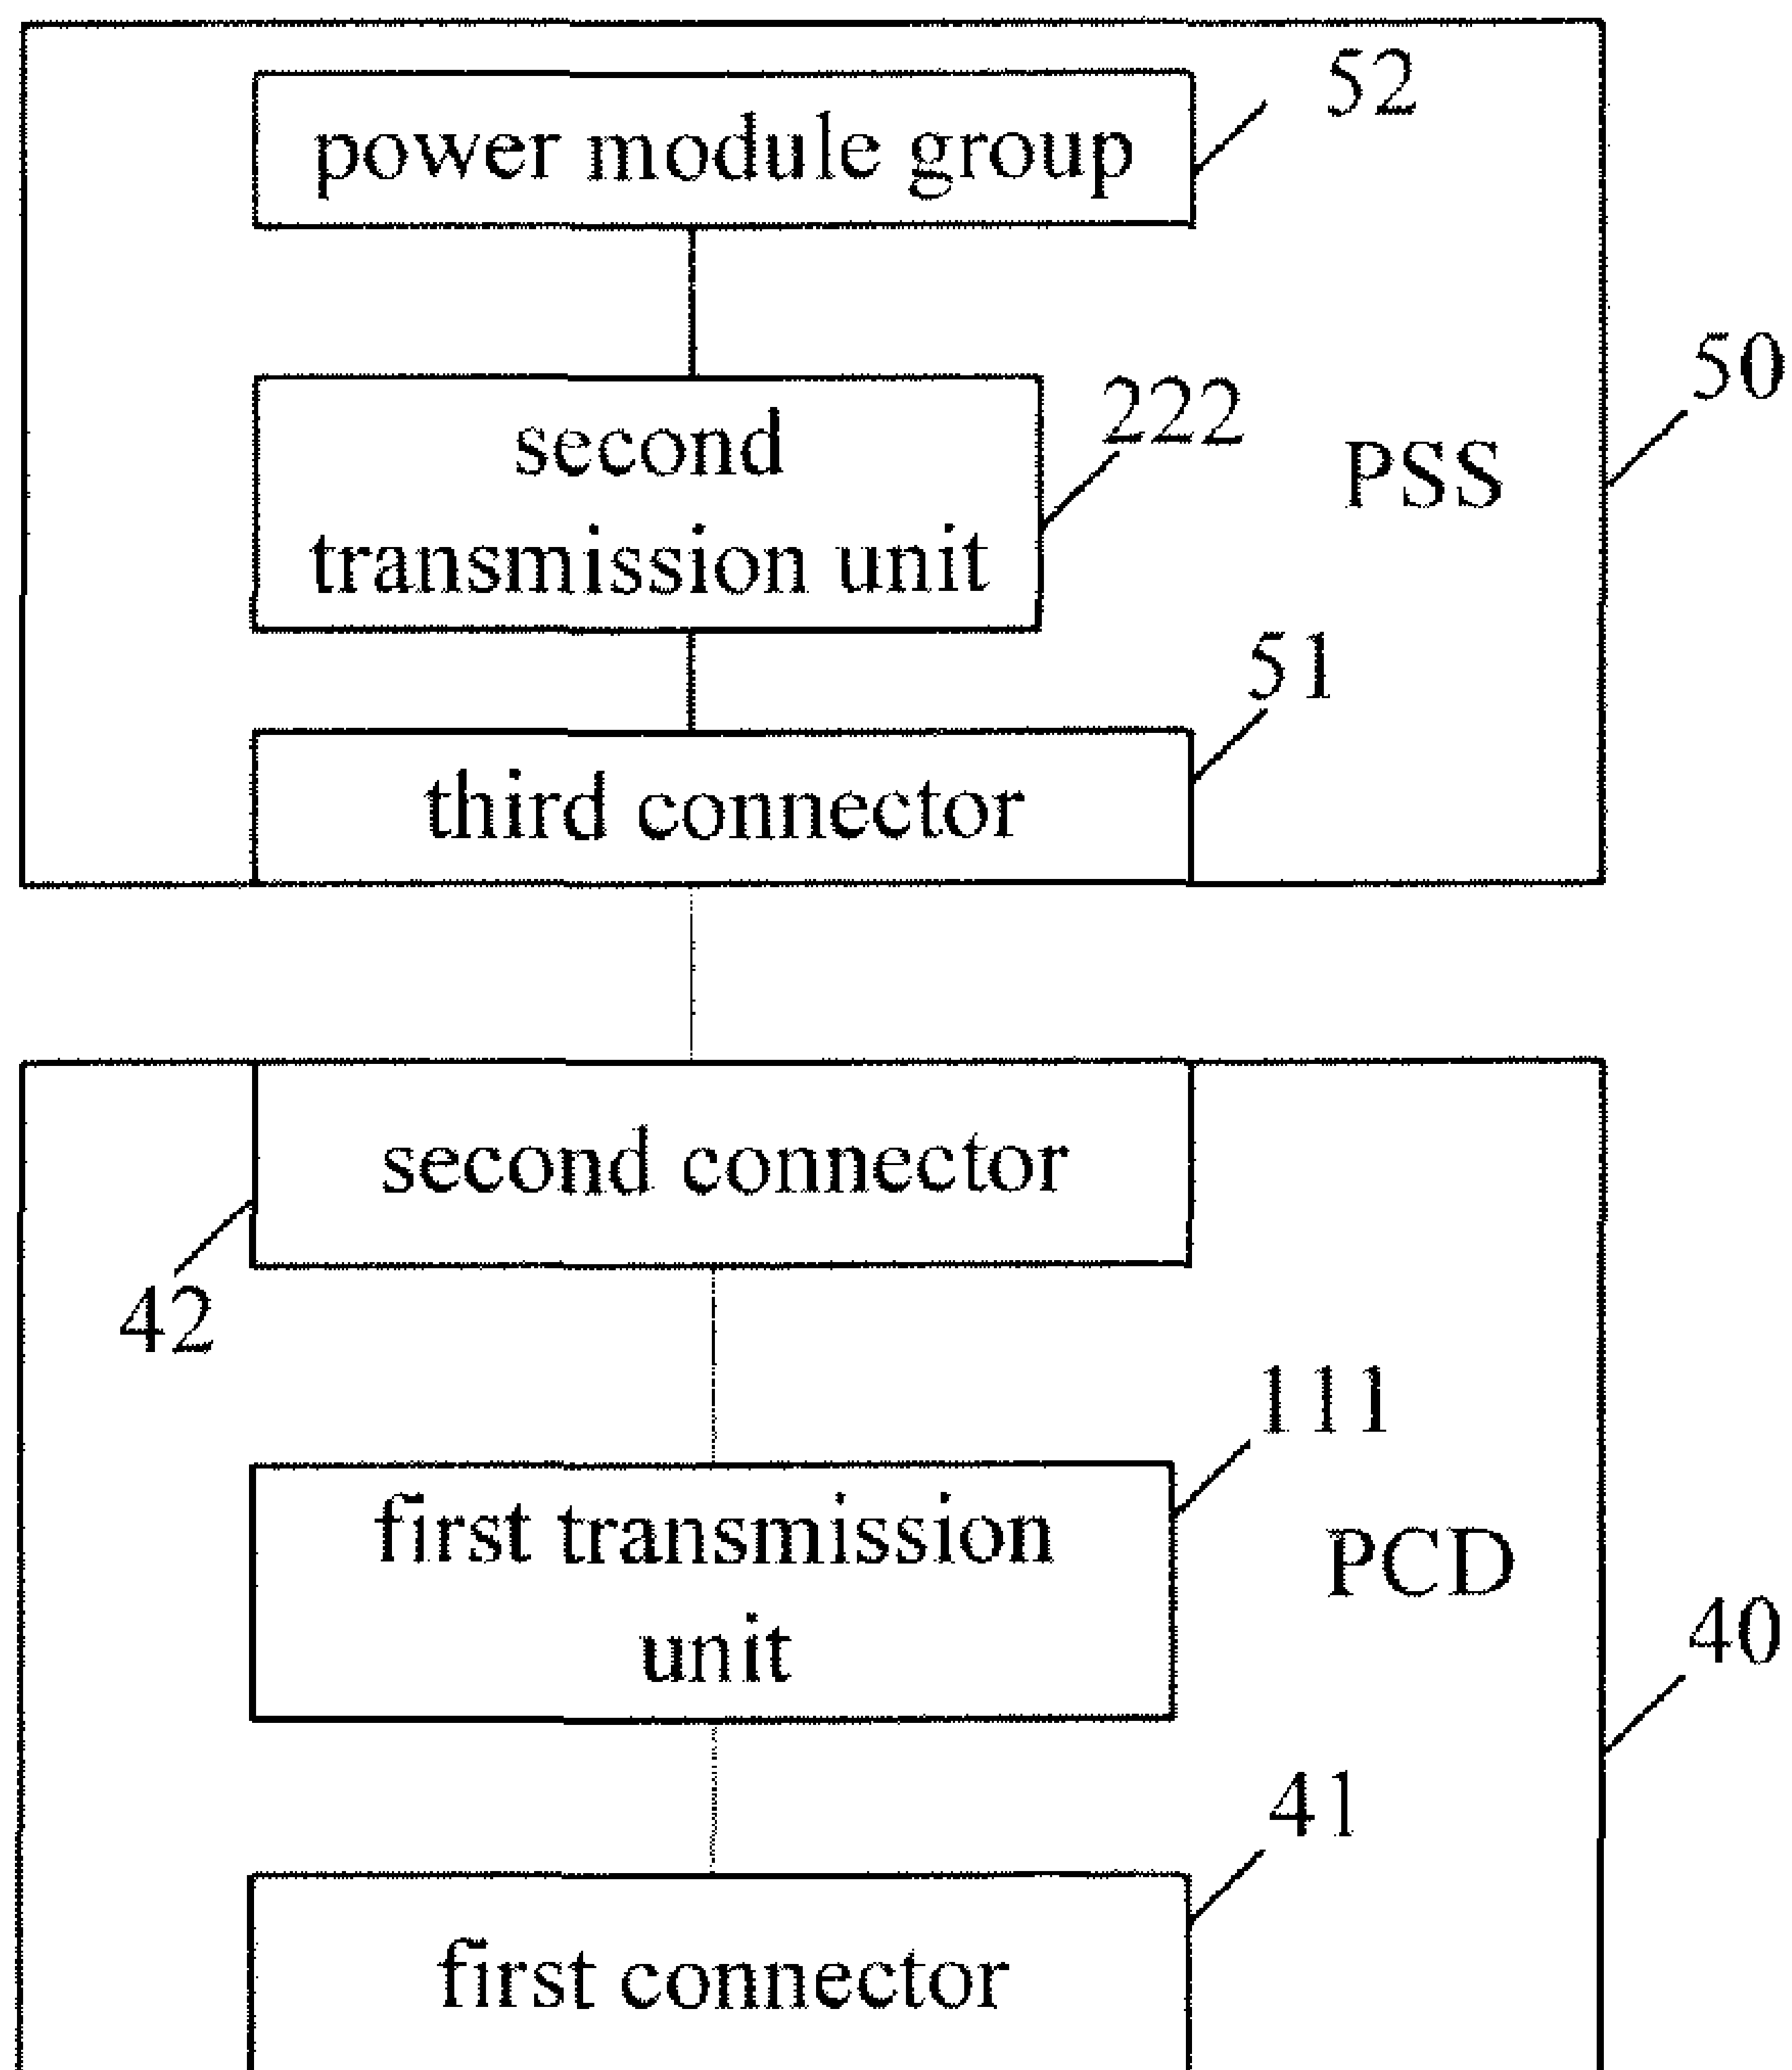 52
power module group
50
222
second
transmission unit
PSS
51
third connector
second connector
42
111
first transmission
unit
PCD
40
41
first connector